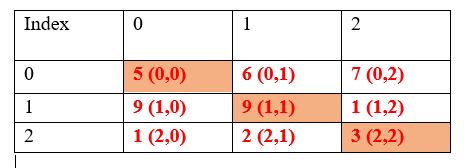 Index 0 1 2
0 5 (0,0) 6 (0,1) 7 (0,2)
1 9 (1,0) 9 (1,1) 1 (1,2)
2 1 (2,0) 2 (2,1) 3 (2,2)